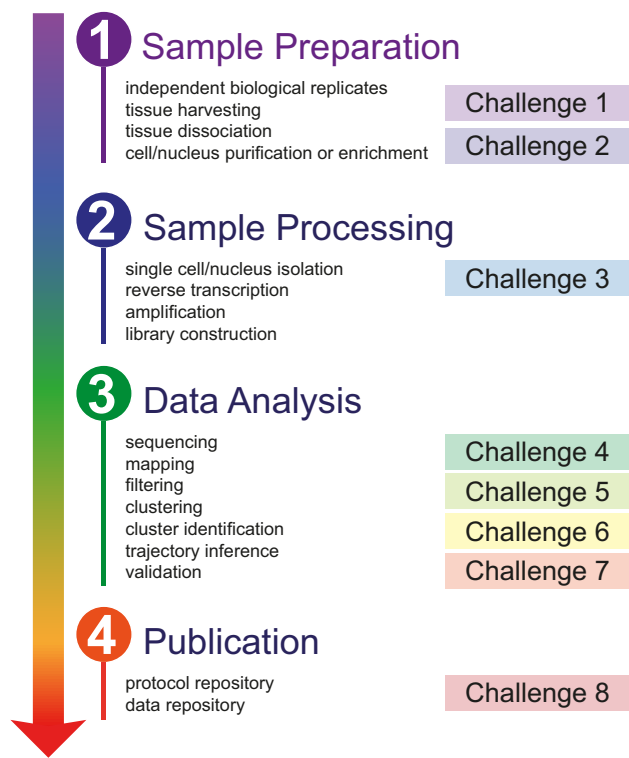 1 Sample Preparation
independent biological replicates
tissue harvesting
Challenge 1
tissue dissociation
cell/nucleus purification or enrichment
Challenge 2
2 Sample Processing
single cell/nucleus isolation
Challenge 3
reverse transcription
amplification
library construction
3 Data Analysis
sequencing
Challenge 4
mapping
filtering
Challenge 5
clustering
cluster identification
Challenge 6
trajectory inference
validation
Challenge 7
4 Publication
protocol repository
Challenge 8
data repository